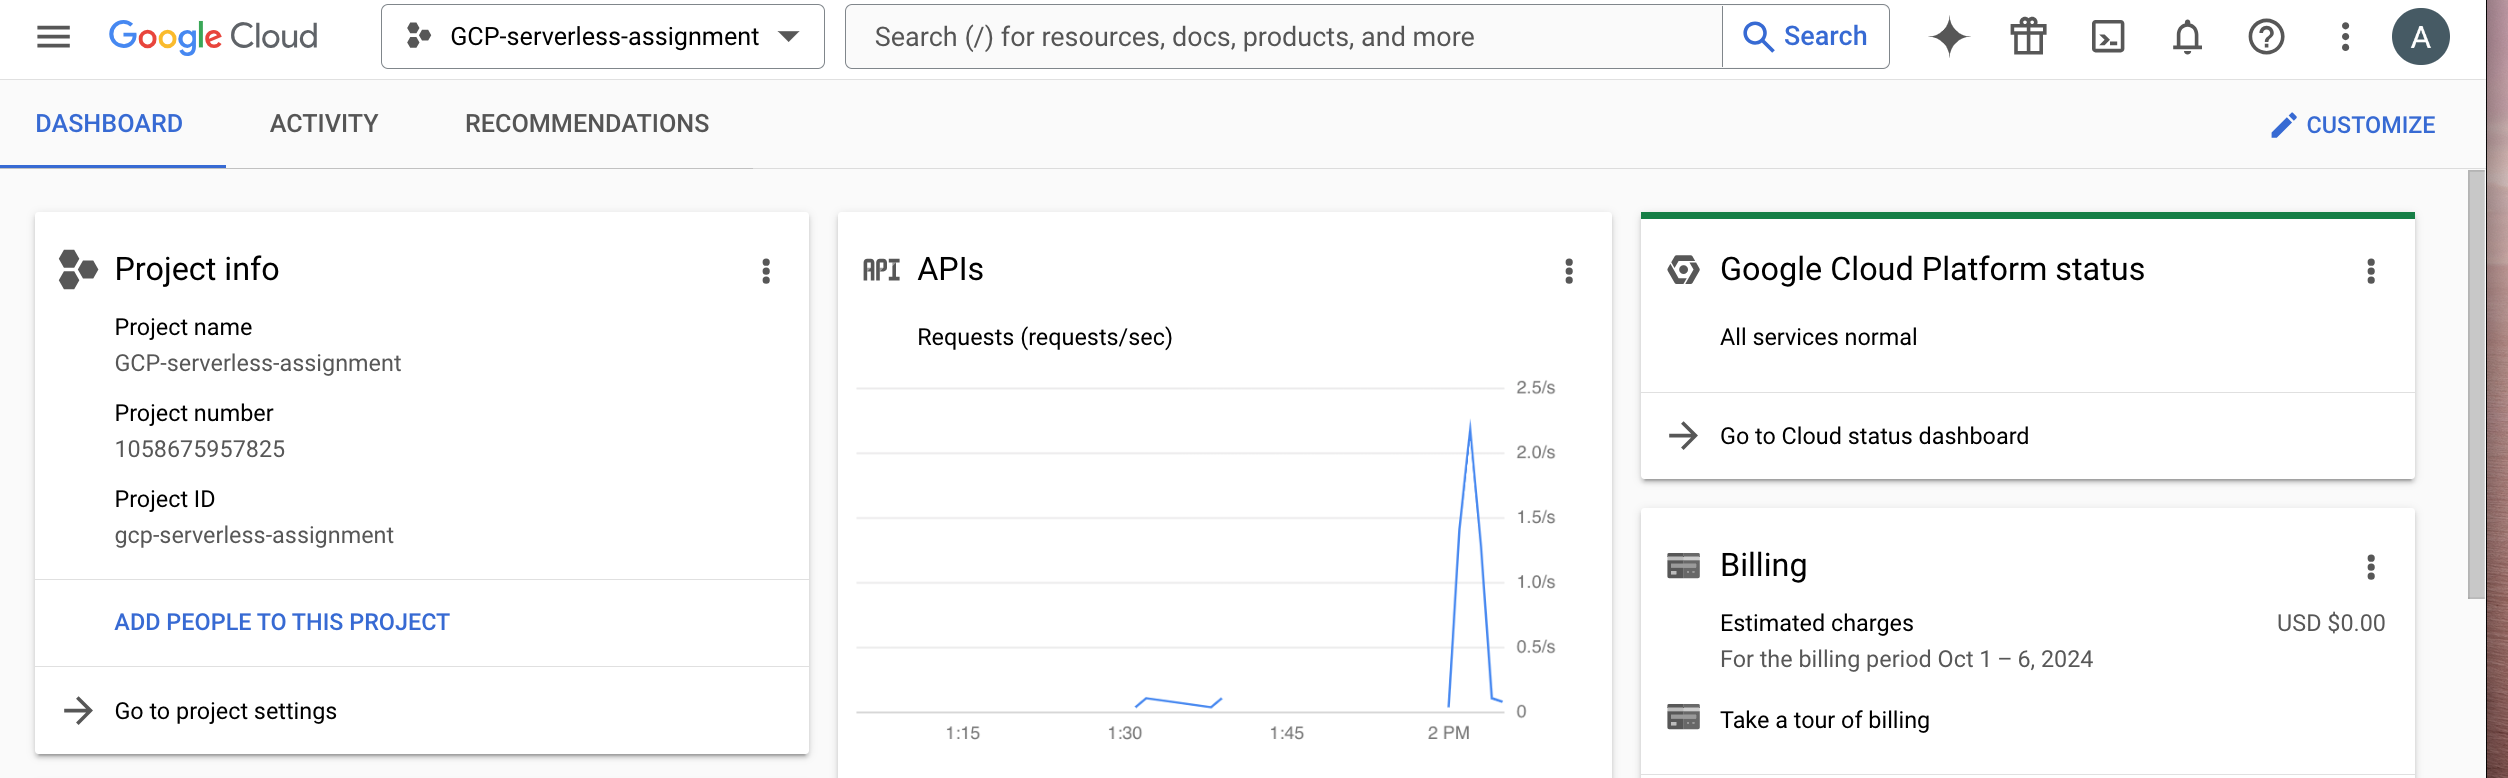 Google Cloud
GCP-serverless-assignment
Search (/) for resources, docs, products, and more
Search
A
DASHBOARD
ACTIVITY
RECOMMENDATIONS
CUSTOMIZE
Project info
Project name
GCP-serverless-assignment
Project number
1058675957825
Project ID
gcp-serverless-assignment
ADD PEOPLE TO THIS PROJECT
Go to project settings
API APIs
Requests (requests/sec)
2.5/s
2.0/s
1.5/s
1.0/s
0.5/s
0
1:15
1:30
1:45
2 PM
Google Cloud Platform status
All services normal
Go to Cloud status dashboard
Billing
Estimated charges
USD $0.00
For the billing period Oct 1 – 6, 2024
Take a tour of billing